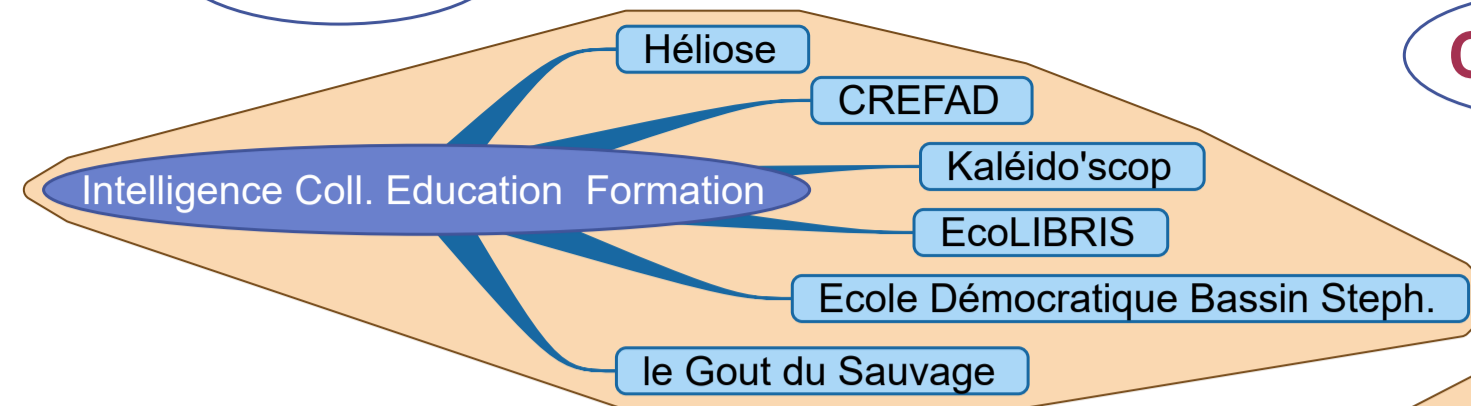 Héliose
CREFAD
Kaléido'scop
Intelligence Coll. Education Formation
EcoLIBRIS
Ecole Démocratique Bassin Steph.
le Gout du Sauvage